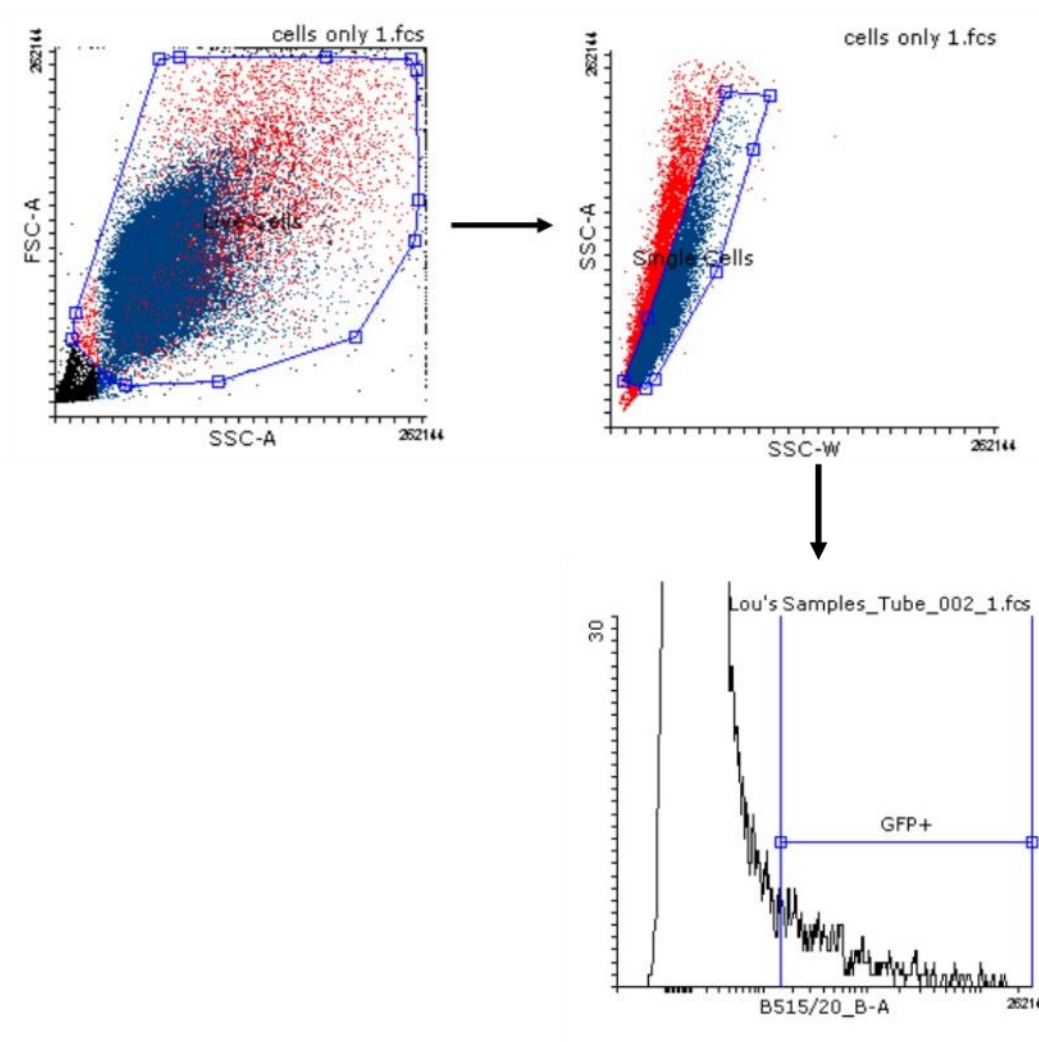 cells only 1.fcs
262144
FSC-A
Live Cells
SSC-A
262144
cells only 1.fcs
262144
SSC-A
Single Cells
SSC-W
262144
Lou's Samples_Tube_002_1.fcs
30
GFP+
B515/20_B-A
26214